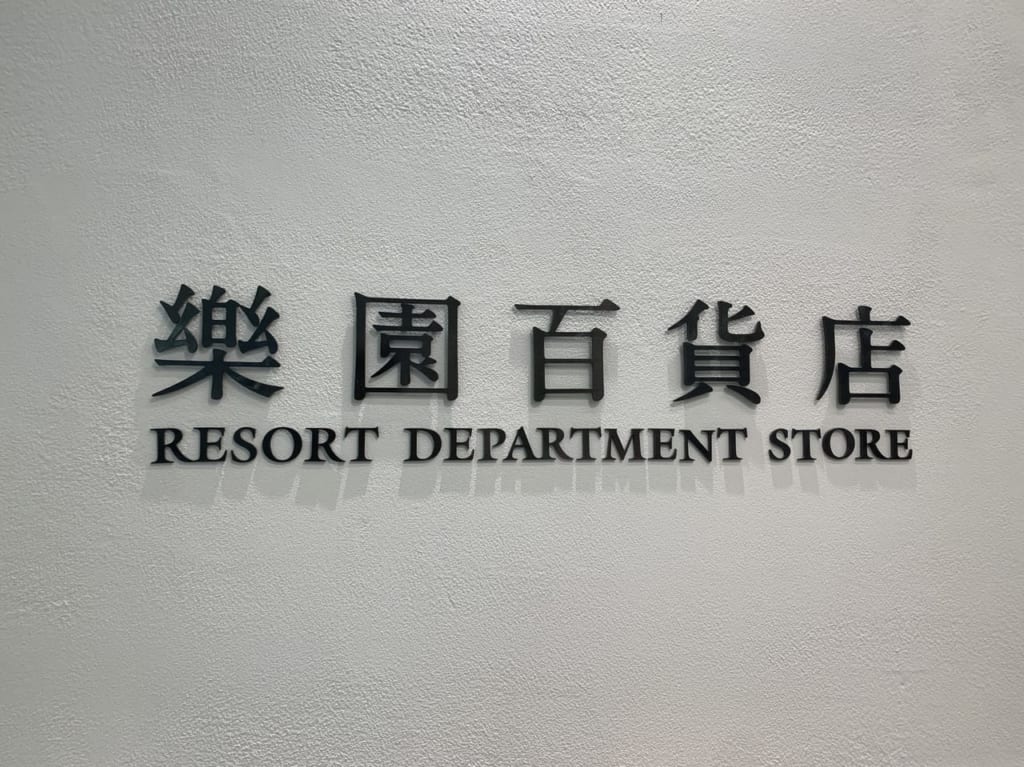 樂園百貨店
RESORT DEPARTMENT STORE